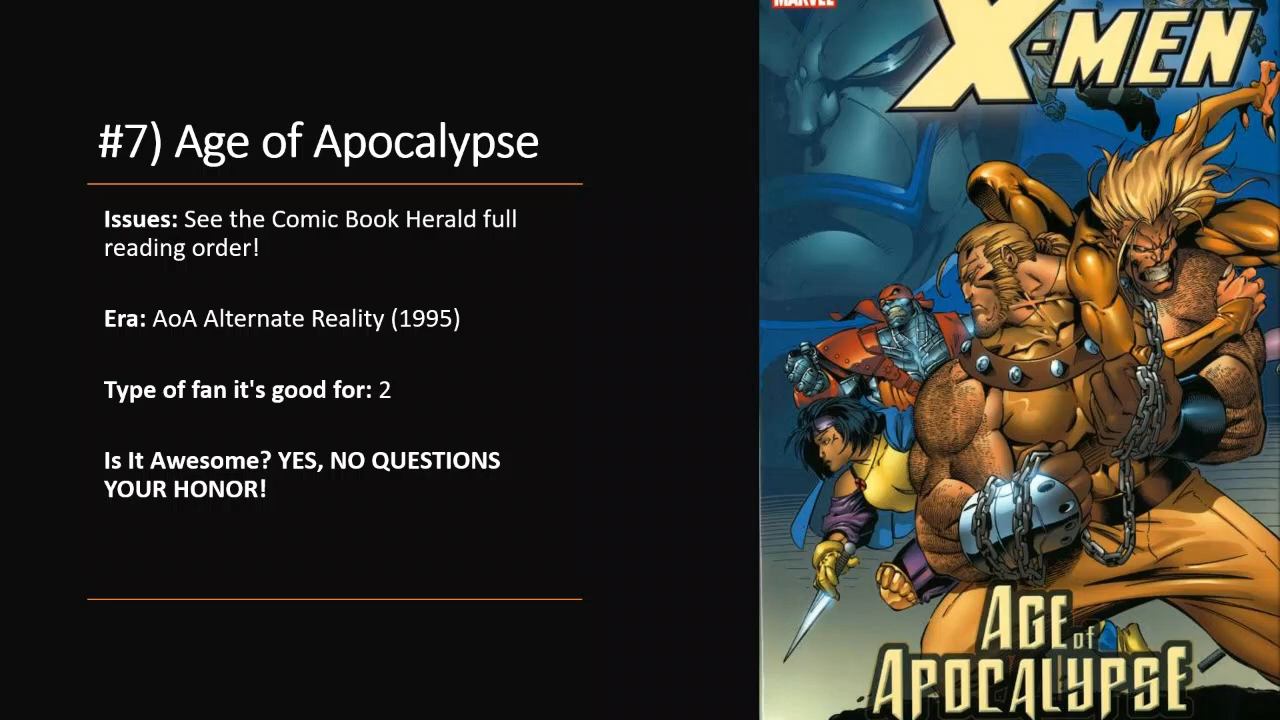 #7) Age of Apocalypse
Issues: See the Comic Book Herald full
reading order!
Era: AoA Alternate Reality (1995)
Type of fan it's good for: 2
Is It Awesome? YES, NO QUESTIONS
YOUR HONOR!
MARVEL
X-MEN
AGE of
APOCALYPSE